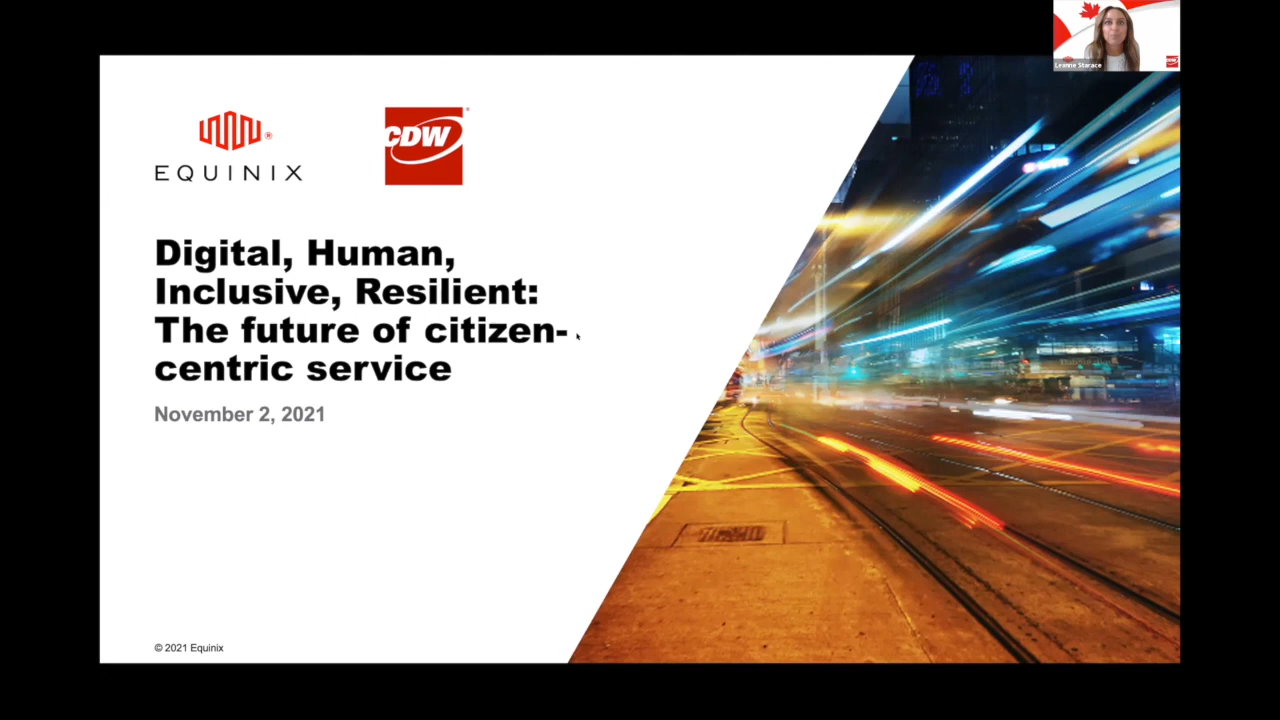 Leanne Starace
CDW
EQUINIX
CDW
Digital, Human,
Inclusive, Resilient:
The future of citizen-
centric service
November 2, 2021
© 2021 Equinix